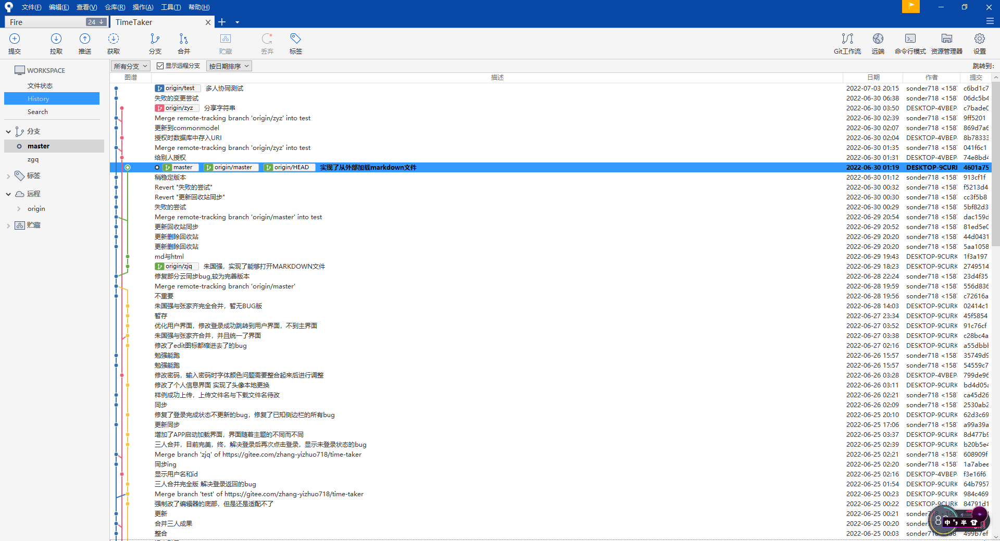 文件(F) 编辑(E) 查看(V) 仓库(R) 操作(A) 工具(T) 帮助(H)
Fire 24 TimeTaker
提交 拉取 推送 获取 分支 合并 贮藏 丢弃 标签 Git工作流 远端 命令行模式 资源管理器 设置
所有分支 显示远程分支 按日期排序 跳转到:
WORKSPACE
文件状态
History
Search
分支
master
zgq
标签
远程
origin
贮藏
图谱 描述 日期 作者 提交
origin/test 多人协同测试 2022-07-03 20:15 sonder718 <158 c6bd1c7
失败的变更尝试 2022-06-30 06:38 sonder718 <158 06dc5b4
origin/zyz 分享字符串 2022-06-30 03:50 DESKTOP-4VBEP c7bade0
Merge remote-tracking branch 'origin/zyz' into test 2022-06-30 02:39 sonder718 <158 9ff5201
更新到commonmodel 2022-06-30 02:07 sonder718 <158 869d7a6
授权时数据库中存入URI 2022-06-30 02:04 DESKTOP-4VBEP 8b78333
Merge remote-tracking branch 'origin/zyz' into test 2022-06-30 01:35 sonder718 <158 041f6c1
给别人授权 2022-06-30 01:31 DESKTOP-4VBEP 74e8bd4
master origin/master origin/HEAD 实现了从外部加载markdown文件 2022-06-30 01:19 DESKTOP-9CURI 4601a75
稍稳定版本 2022-06-30 01:12 sonder718 <158 913cf1f
Revert "失败的尝试" 2022-06-30 00:32 sonder718 <158 f5213d4
Revert "更新回收站同步" 2022-06-30 00:30 sonder718 <158 cc3f5b8
失败的尝试 2022-06-30 00:29 sonder718 <158 5bf82d3
Merge remote-tracking branch 'origin/master' into test 2022-06-29 20:54 sonder718 <158 dac159d
更新回收站同步 2022-06-29 20:52 sonder718 <158 81ed5e0
更新删除回收站 2022-06-29 20:20 sonder718 <158 44d0431
更新删除回收站 2022-06-29 20:20 sonder718 <158 5aa1058
md与html 2022-06-29 19:43 DESKTOP-9CURK 1f3a197
origin/zjq 朱国强，实现了能够打开MARKDOWN文件 2022-06-29 18:23 DESKTOP-9CURK 2749514
修复部分云同步bug,较为完善版本 2022-06-28 22:24 sonder718 <158 23d4f35
Merge remote-tracking branch 'origin/master' 2022-06-28 19:59 sonder718 <158 556d836
不重要 2022-06-28 19:56 sonder718 <158 c72616a
朱国强与张家齐完全合并，暂无BUG版 2022-06-28 14:03 DESKTOP-9CURK 02414c1
暂存 2022-06-27 23:34 DESKTOP-9CURK 45f5854
优化用户界面，修改登录成功跳转到用户界面，不到主界面 2022-06-27 03:52 DESKTOP-9CURK 91c76cf
朱国强与张家齐合并，并且统一了界面 2022-06-27 03:38 DESKTOP-9CURK c28bc4a
修改了edit图标都缩进去了的bug 2022-06-27 02:16 DESKTOP-9CURK a55dbbb
勉强能跑 2022-06-26 15:57 sonder718 <158 35749d9
勉强能跑 2022-06-26 15:57 sonder718 <158 54559c7
修改密码，输入密码时字体颜色问题需要整合起来后进行调整 2022-06-26 03:28 DESKTOP-4VBEP 799de96
修改了个人信息界面 实现了头像本地更换 2022-06-26 03:11 DESKTOP-9CURK bd4d05a
样例成功上传，上传文件名与下载文件名待改 2022-06-26 02:21 sonder718 <158 ca45d26
同步 2022-06-26 02:09 sonder718 <158 2530ab2
修复了登录完成状态不更新的bug，修复了已知侧边栏的所有bug 2022-06-25 20:10 DESKTOP-9CURK 62d3c69
更新同步 2022-06-25 17:06 sonder718 <158 a99a39a
增加了APP启动加载界面，界面随着主题的不同而不同 2022-06-25 03:37 DESKTOP-9CURK 8d477b9
三人合并，目前完美，终，解决登录后再次点击登录，显示未登录状态的bug 2022-06-25 02:39 DESKTOP-9CURK b20b5e4
Merge branch 'zjq' of https://gitee.com/zhang-yizhuo718/time-taker 2022-06-25 02:21 sonder718 <158 608909f
同步ing 2022-06-25 02:20 sonder718 <158 1a7abee
显示用户名和id 2022-06-25 02:16 DESKTOP-4VBEP f3e16f6
三人合并完全版 解决登录返回的bug 2022-06-25 01:54 DESKTOP-9CURK 64b7957
Merge branch 'test' of https://gitee.com/zhang-yizhuo718/time-taker 2022-06-25 00:23 DESKTOP-9CURK 984c469
强制改了编辑器的底部，但是还是适配不了 2022-06-25 00:22 DESKTOP-9CURK 84791d1
更新 2022-06-25 00:21 sonder718
合并三人成果 2022-06-25 00:20 sonder718
整合 2022-06-25 00:03 sonder718 <158 499b7ef
中 半